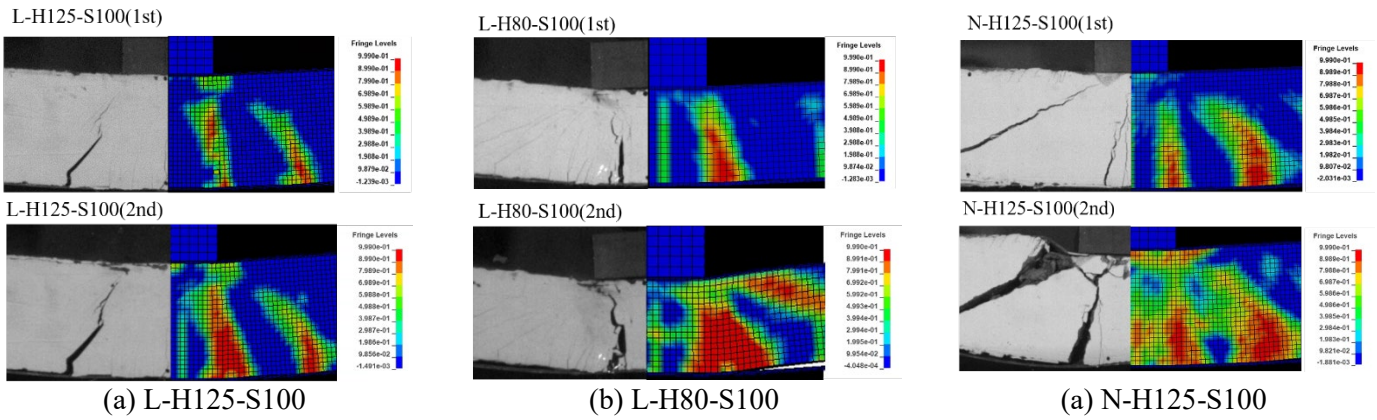 L-H125-S100(1st)
Fringe Levels
9.990e-01
8.989e-01
7.989e-01
6.989e-01
5.989e-01
4.989e-01
3.989e-01
2.988e-01
1.988e-01
9.879e-02
-1.239e-03
L-H125-S100(2nd)
Fringe Levels
9.990e-01
8.990e-01
7.989e-01
6.989e-01
5.988e-01
4.988e-01
3.987e-01
2.987e-01
1.986e-01
9.856e-02
-1.491e-03
(a) L-H125-S100
L-H80-S100(1st)
Fringe Levels
9.990e-01
8.990e-01
7.989e-01
6.989e-01
5.989e-01
4.989e-01
3.988e-01
2.988e-01
1.988e-01
9.874e-02
-1.283e-03
L-H80-S100(2nd)
Fringe Levels
9.990e-01
8.991e-01
7.991e-01
6.992e-01
5.992e-01
4.993e-01
3.994e-01
2.994e-01
1.995e-01
9.954e-02
-4.048e-04
(b) L-H80-S100
N-H125-S100(1st)
Fringe Levels
9.990e-01
8.989e-01
7.988e-01
6.987e-01
5.986e-01
4.985e-01
3.984e-01
2.983e-01
1.982e-01
9.807e-02
-2.031e-03
N-H125-S100(2nd)
Fringe Levels
9.990e-01
8.989e-01
7.988e-01
6.987e-01
5.986e-01
4.986e-01
3.985e-01
2.984e-01
1.983e-01
9.821e-02
-1.881e-03
(a) N-H125-S100